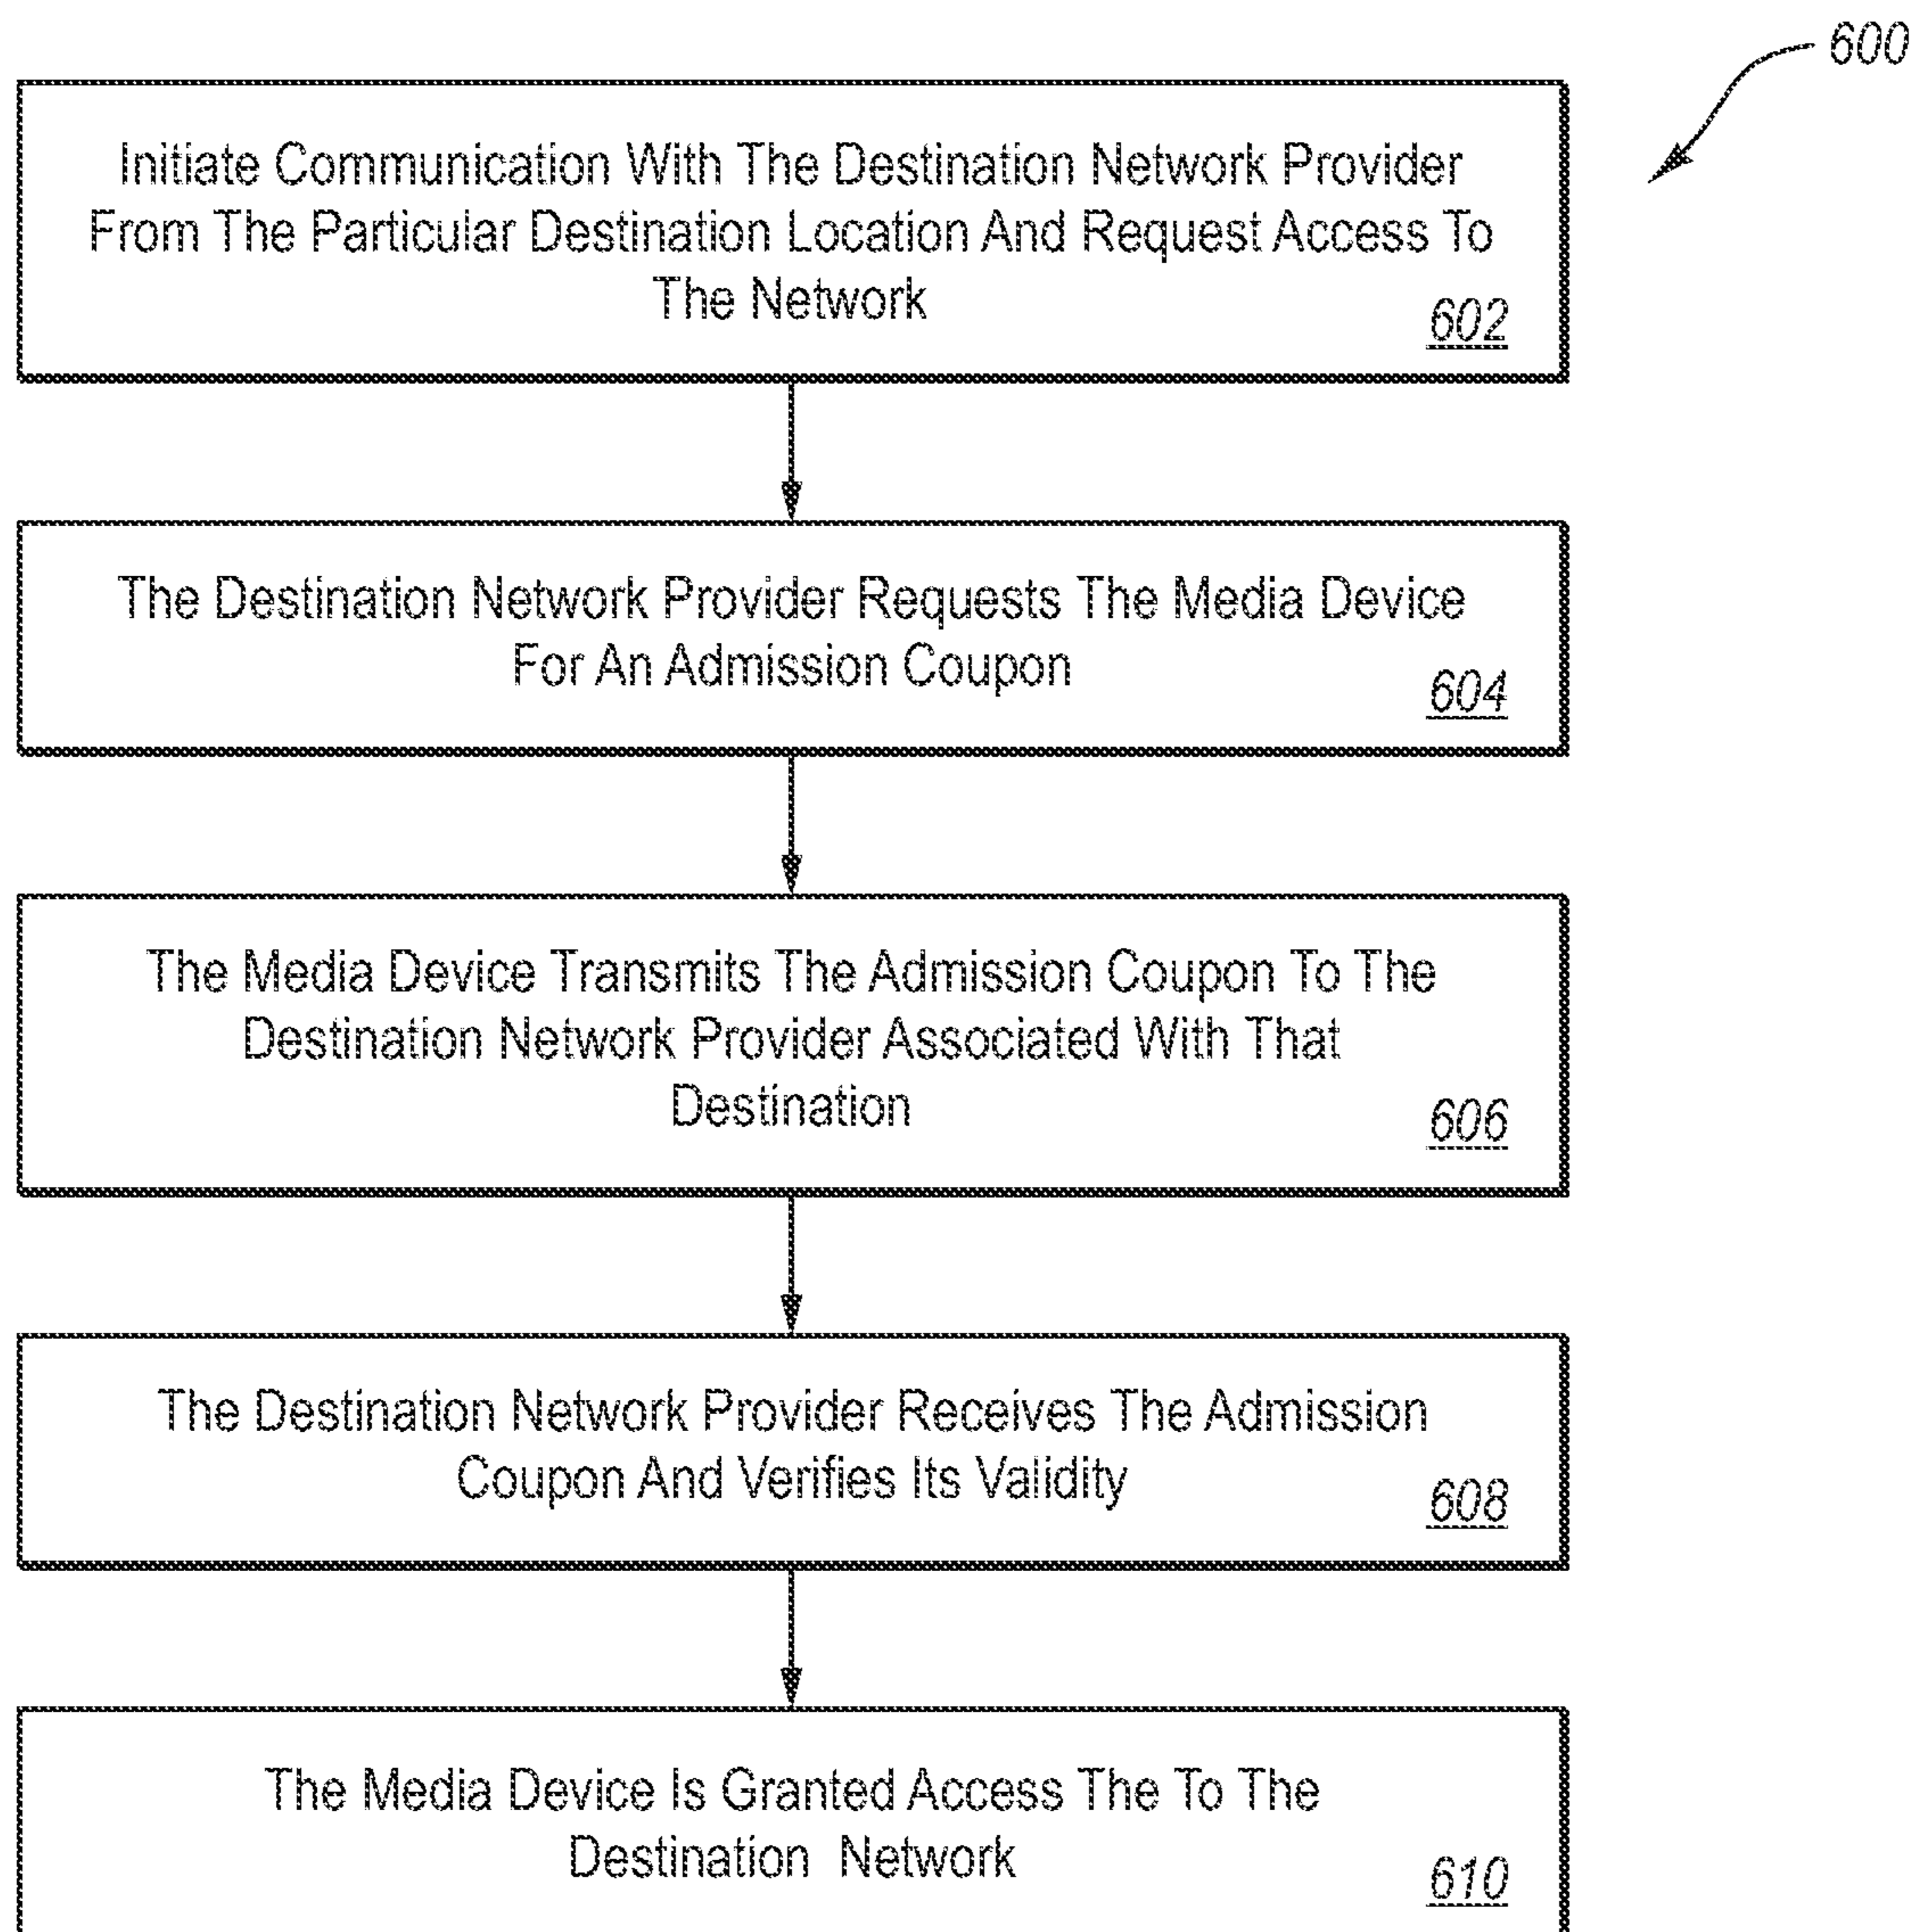 600
Initiate Communication With The Destination Network Provider
From The Particular Destination Location And Request Access To
The Network
602
The Destination Network Provider Requests The Media Device
For An Admission Coupon
604
The Media Device Transmits The Admission Coupon To The
Destination Network Provider Associated With That
Destination
606
The Destination Network Provider Receives The Admission
Coupon And Verifies Its Validity
608
The Media Device Is Granted Access The To The
Destination Network
610